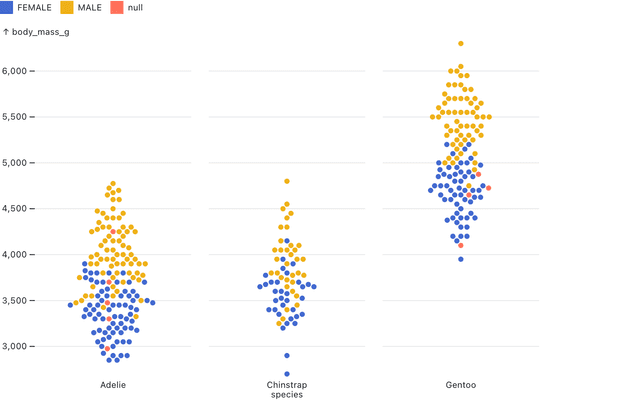 FEMALE MALE null
↑ body_mass_g
6,000
5,500
5,000
4,500
4,000
3,500
3,000
Adelie Chinstrap Gentoo
species